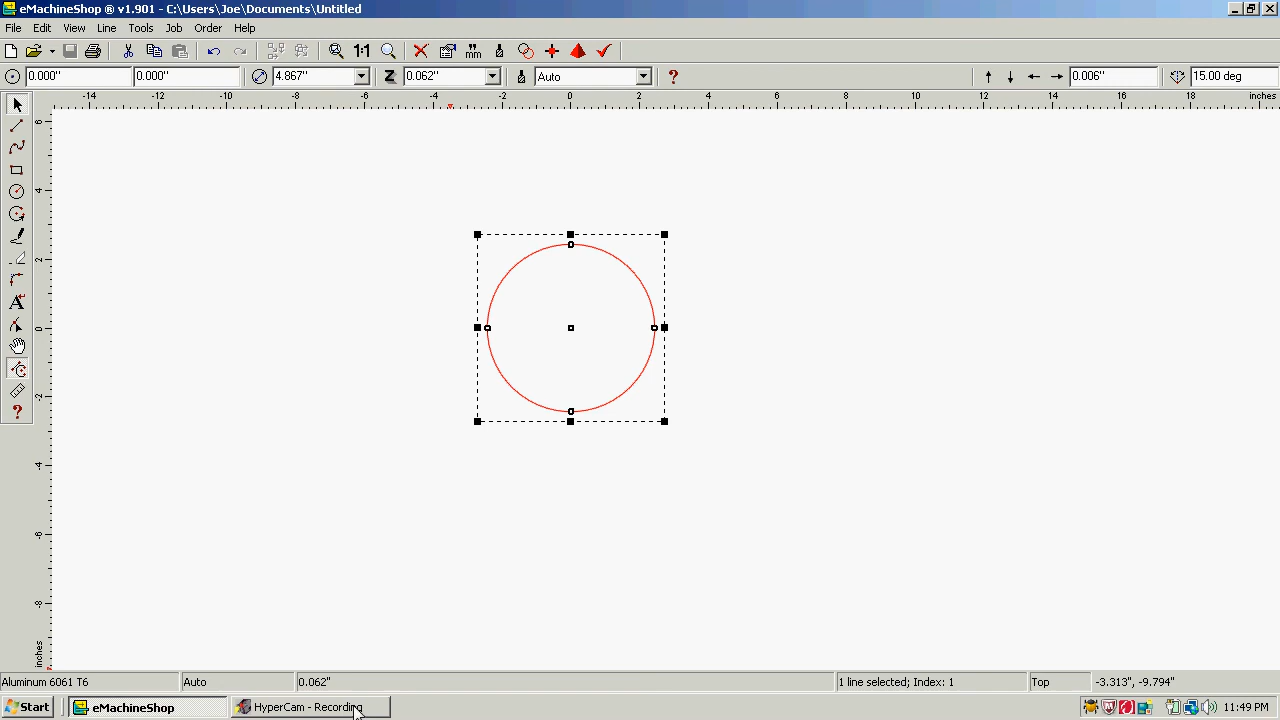 eMachineShop ® v1.901 - C:\Users\Joe\Documents\Untitled
File Edit View Line Tools Job Order Help
1:1 mm
0.000" 0.000" 4.867" 0.062" Auto ? 0.006" 15.00 deg
-14 -12 -10 -8 -6 -4 -2 0 2 4 6 8 10 12 14 16 18 inches
6
4
2
0
-2
-4
-6
-8
inches
A
?
Aluminum 6061 T6 Auto 0.062" 1 line selected; Index: 1 Top -3.313", -9.794"
Start eMachineShop HyperCam - Recording 11:49 PM